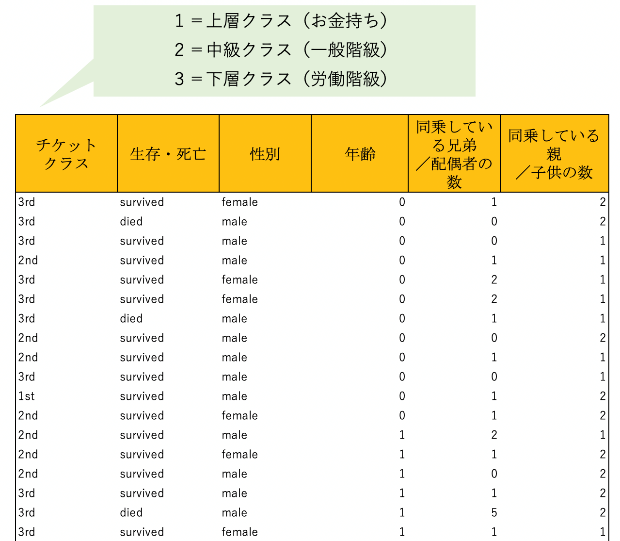 1 ＝上層クラス（お金持ち）
2 ＝中級クラス（一般階級）
3 ＝下層クラス（労働階級）
チケット
クラス
生存・死亡
性別
年齢
同乗してい
る兄弟
／配偶者の
数
同乗している
親
／子供の数
3rd survived female 0 1 2
3rd died male 0 0 2
3rd survived male 0 0 1
2nd survived male 0 1 1
3rd survived female 0 2 1
3rd survived female 0 2 1
3rd died male 0 1 1
2nd survived male 0 0 2
2nd survived male 0 1 1
3rd survived male 0 0 1
1st survived male 0 1 2
2nd survived female 0 1 2
2nd survived male 1 2 1
2nd survived female 1 1 2
2nd survived male 1 0 2
3rd survived male 1 1 2
3rd died male 1 5 2
3rd survived female 1 1 1